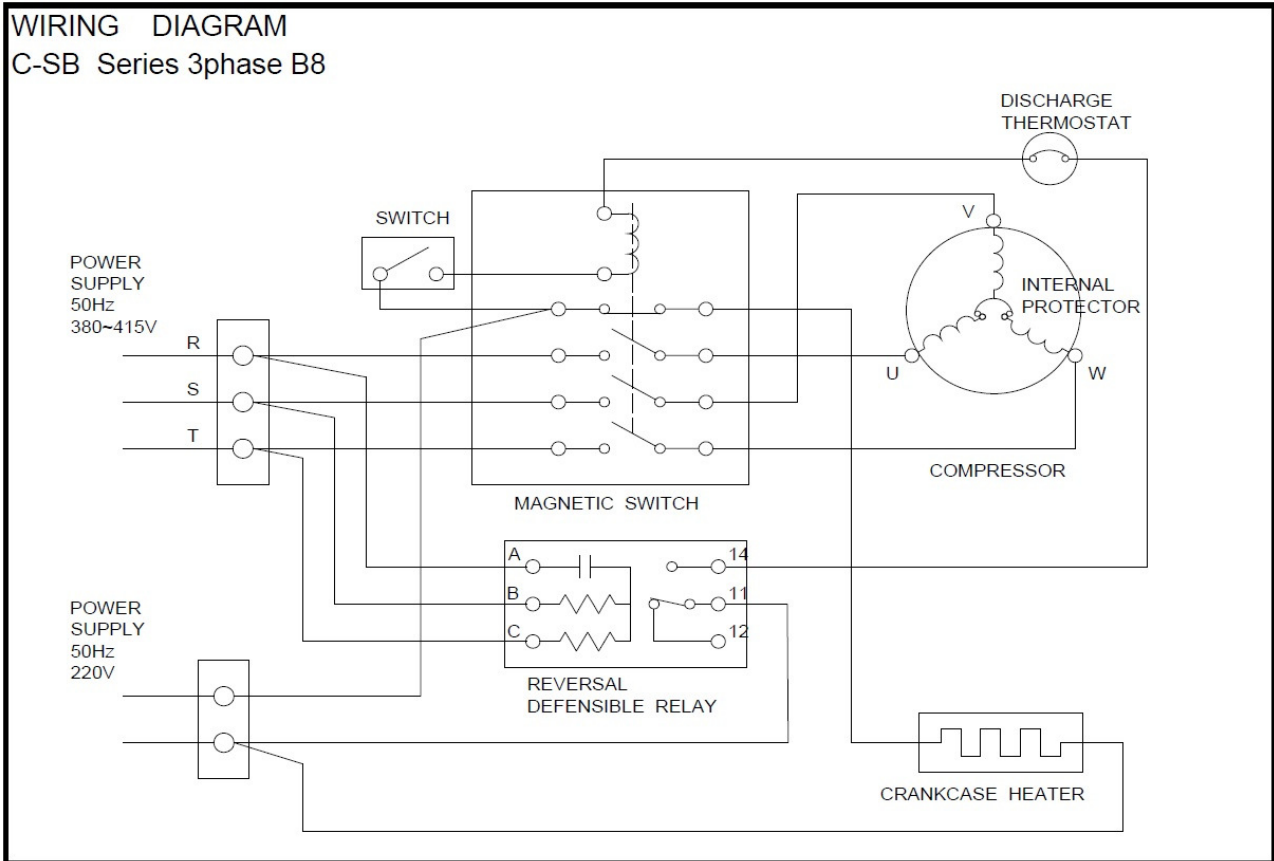 WIRING DIAGRAM
C-SB Series 3phase B8
DISCHARGE
THERMOSTAT
SWITCH
V
POWER
SUPPLY
50Hz
380~415V
INTERNAL
PROTECTOR
R
S
T
U
W
COMPRESSOR
MAGNETIC SWITCH
A
14
B
11
C
12
POWER
SUPPLY
50Hz
220V
REVERSAL
DEFENSIBLE RELAY
CRANKCASE HEATER